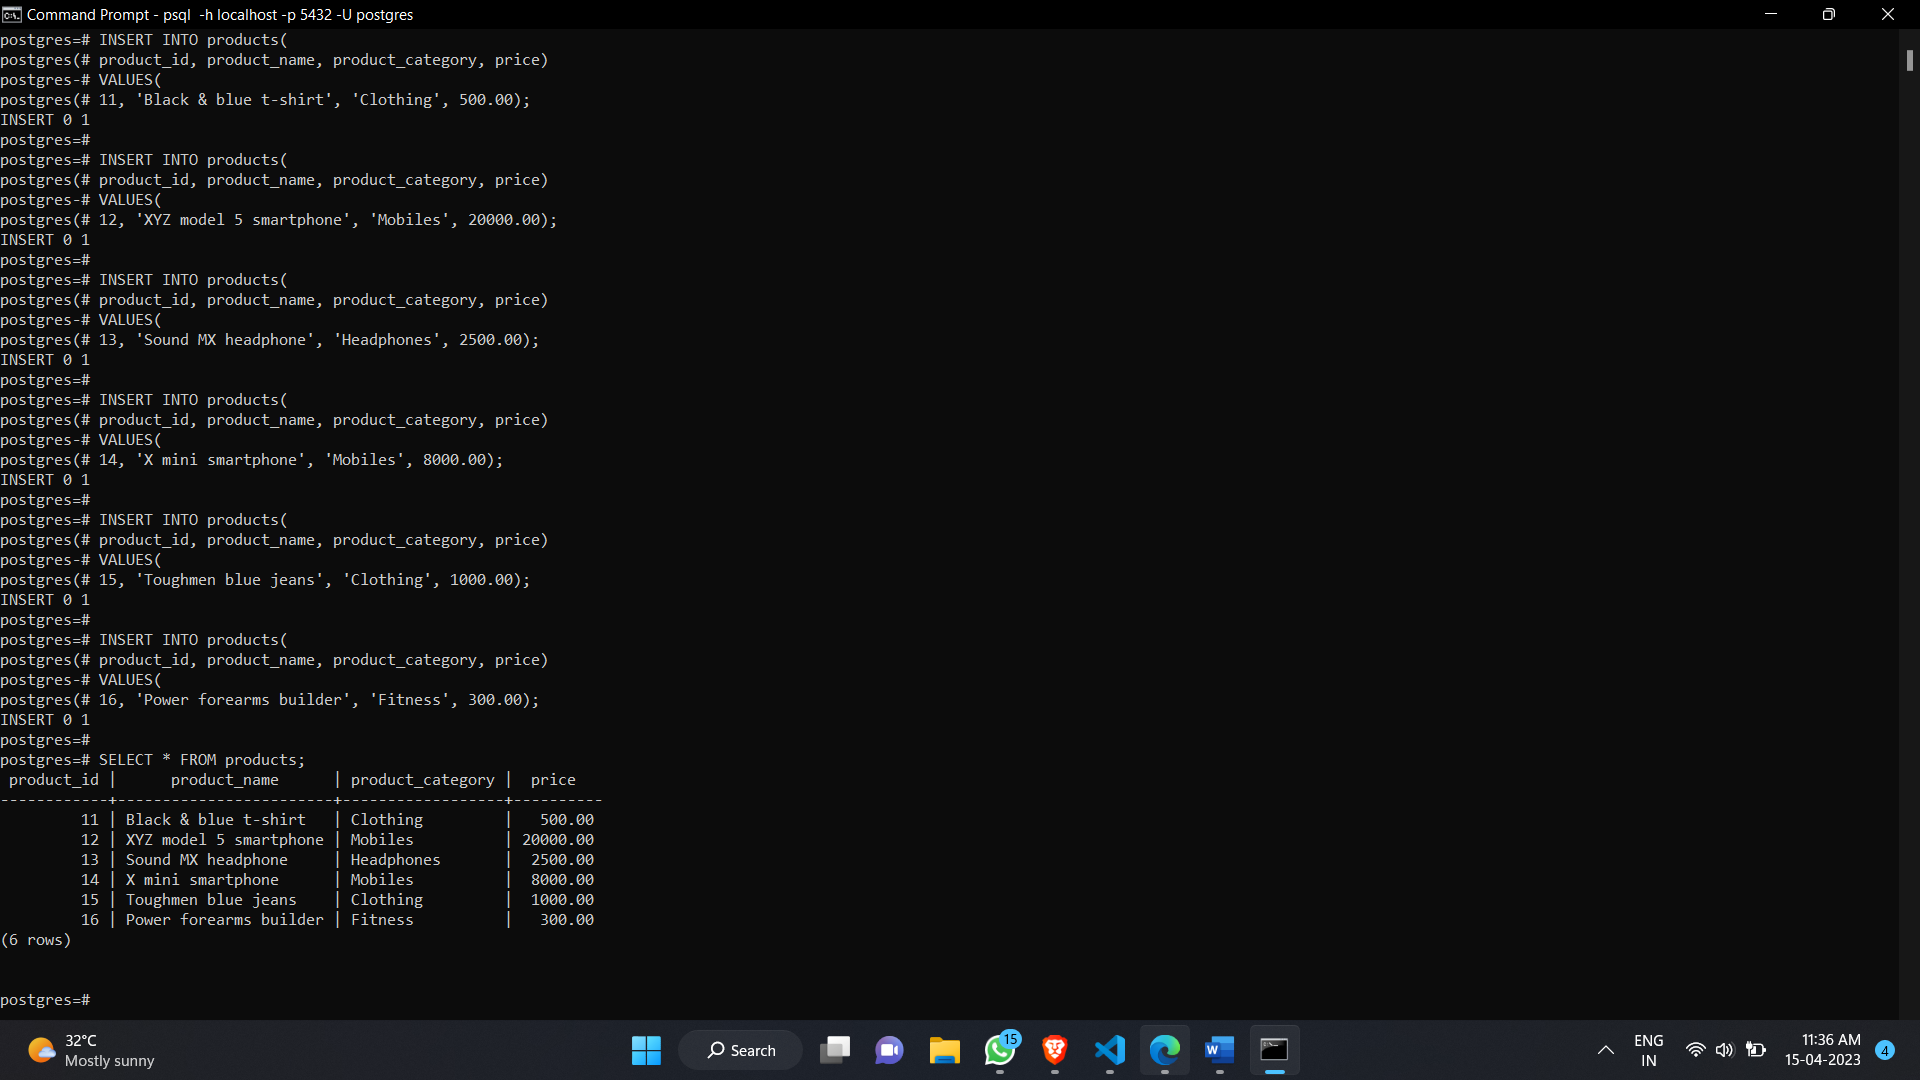 Command Prompt - psql  -h localhost -p 5432 -U postgres
postgres=# INSERT INTO products(
postgres(# product_id, product_name, product_category, price)
postgres-# VALUES(
postgres(# 11, 'Black & blue t-shirt', 'Clothing', 500.00);
INSERT 0 1
postgres=#
postgres=# INSERT INTO products(
postgres(# product_id, product_name, product_category, price)
postgres-# VALUES(
postgres(# 12, 'XYZ model 5 smartphone', 'Mobiles', 20000.00);
INSERT 0 1
postgres=#
postgres=# INSERT INTO products(
postgres(# product_id, product_name, product_category, price)
postgres-# VALUES(
postgres(# 13, 'Sound MX headphone', 'Headphones', 2500.00);
INSERT 0 1
postgres=#
postgres=# INSERT INTO products(
postgres(# product_id, product_name, product_category, price)
postgres-# VALUES(
postgres(# 14, 'X mini smartphone', 'Mobiles', 8000.00);
INSERT 0 1
postgres=#
postgres=# INSERT INTO products(
postgres(# product_id, product_name, product_category, price)
postgres-# VALUES(
postgres(# 15, 'Toughmen blue jeans', 'Clothing', 1000.00);
INSERT 0 1
postgres=#
postgres=# INSERT INTO products(
postgres(# product_id, product_name, product_category, price)
postgres-# VALUES(
postgres(# 16, 'Power forearms builder', 'Fitness', 300.00);
INSERT 0 1
postgres=#
postgres=# SELECT * FROM products;
 product_id |      product_name      | product_category |  price
------------+------------------------+------------------+----------
         11 | Black & blue t-shirt   | Clothing         |   500.00
         12 | XYZ model 5 smartphone | Mobiles          | 20000.00
         13 | Sound MX headphone     | Headphones       |  2500.00
         14 | X mini smartphone      | Mobiles          |  8000.00
         15 | Toughmen blue jeans    | Clothing         |  1000.00
         16 | Power forearms builder | Fitness          |   300.00
(6 rows)
postgres=#
32°C
Mostly sunny
Search
15
ENG
IN
11:36 AM
15-04-2023
4